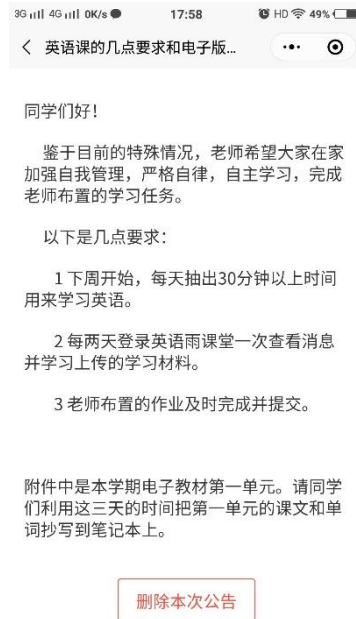 3G 4G 0K/s 17:58 HD 49%
英语课的几点要求和电子版...
同学们好！
鉴于目前的特殊情况，老师希望大家在家
加强自我管理，严格自律，自主学习，完成
老师布置的学习任务。
以下是几点要求：
1 下周开始，每天抽出30分钟以上时间
用来学习英语。
2 每两天登录英语雨课堂一次查看消息
并学习上传的学习材料。
3 老师布置的作业及时完成并提交。
附件中是本学期电子教材第一单元。请同学
们利用这三天的时间把第一单元的课文和单
词抄写到笔记本上。
删除本次公告